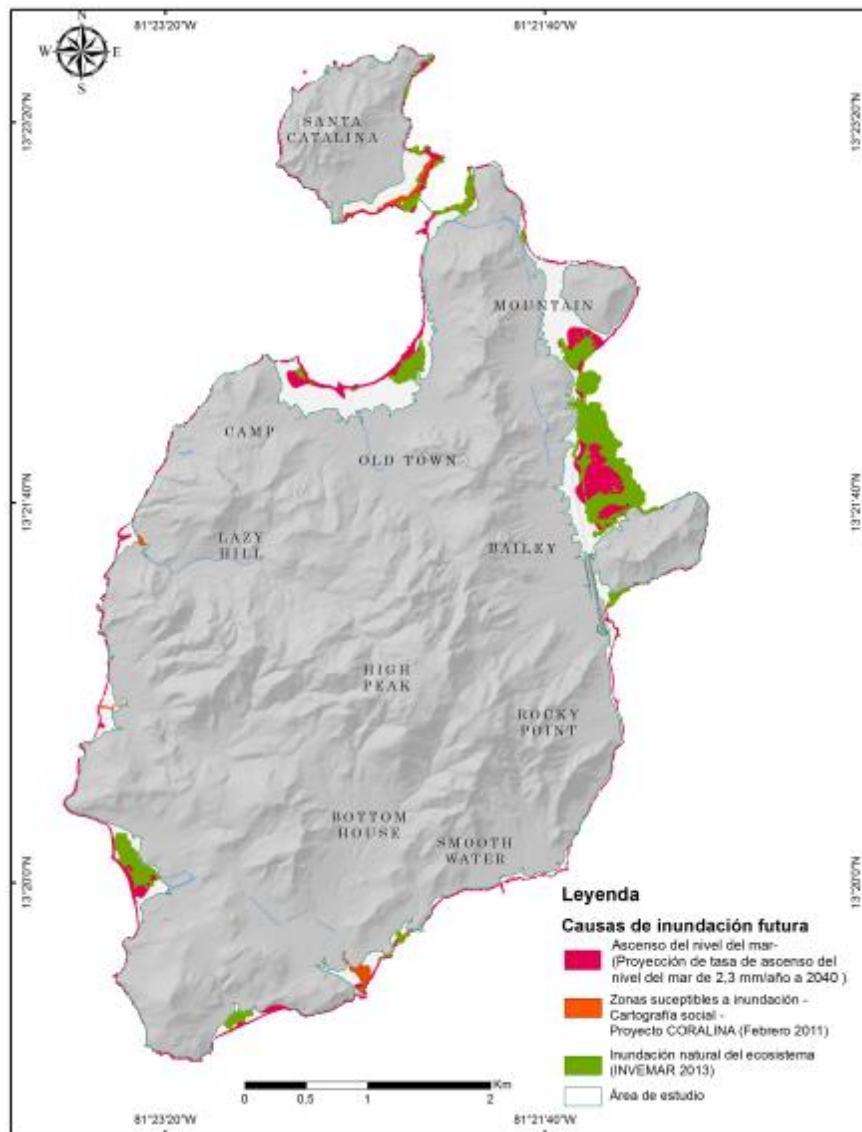 81°23'20"W
81°21'40"W
N
W
E
S
13°23'20"N
13°23'20"N
SANTA
CATALINA
MOUNTAIN
CAMP
OLD TOWN
13°21'40"N
13°21'40"N
LAZY
HILL
BAILEY
HIGH
PEAK
ROCKY
POINT
BOTTOM
HOUSE
SMOOTH
WATER
13°20'0"N
13°20'0"N
Leyenda
Causas de inundación futura
Ascenso del nivel del mar-
(Proyección de tasa de ascenso del
nivel del mar de 2,3 mm/año a 2040 )
Zonas suceptibles a inundación -
Cartografía social -
Proyecto CORALINA (Febrero 2011)
Inundación natural del ecosistema
(INVEMAR 2013)
Área de estudio
Km
0
0,5
1
2
81°23'20"W
81°21'40"W